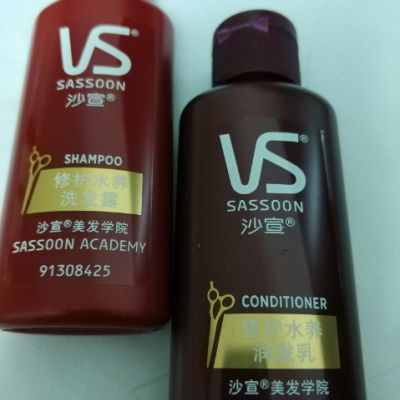 VS®
SASSOON
沙宣®
SHAMPOO
修护水养
洗发露
沙宣®美发学院
SASSOON ACADEMY
91308425
VS®
SASSOON
沙宣®
CONDITIONER
修护水养
润发乳
沙宣®美发学院